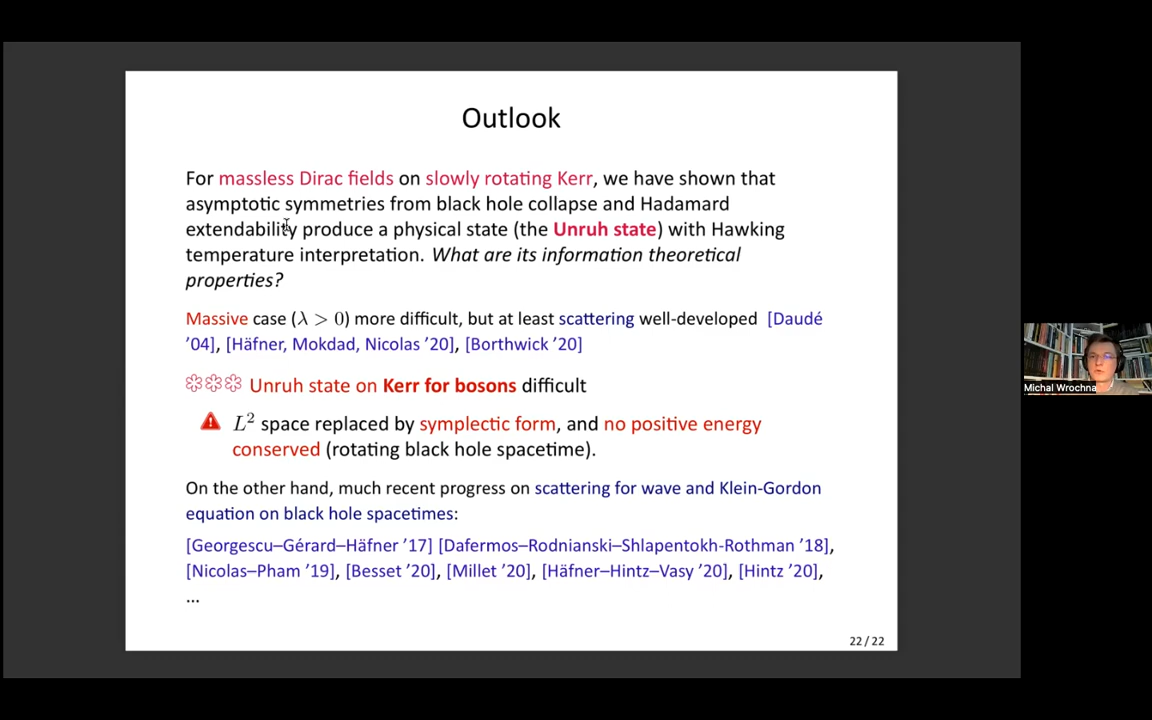 Outlook
For massless Dirac fields on slowly rotating Kerr, we have shown that
asymptotic symmetries from black hole collapse and Hadamard
extendability produce a physical state (the Unruh state) with Hawking
temperature interpretation. What are its information theoretical
properties?
Massive case (λ > 0) more difficult, but at least scattering well-developed [Daudé
'04], [Häfner, Mokdad, Nicolas '20], [Borthwick '20]
Unruh state on Kerr for bosons difficult
L² space replaced by symplectic form, and no positive energy
conserved (rotating black hole spacetime).
On the other hand, much recent progress on scattering for wave and Klein-Gordon
equation on black hole spacetimes:
[Georgescu–Gérard–Häfner '17] [Dafermos–Rodnianski–Shlapentokh-Rothman '18],
[Nicolas–Pham '19], [Besset '20], [Millet '20], [Häfner–Hintz–Vasy '20], [Hintz '20],
...
22/22
Michal Wrochna